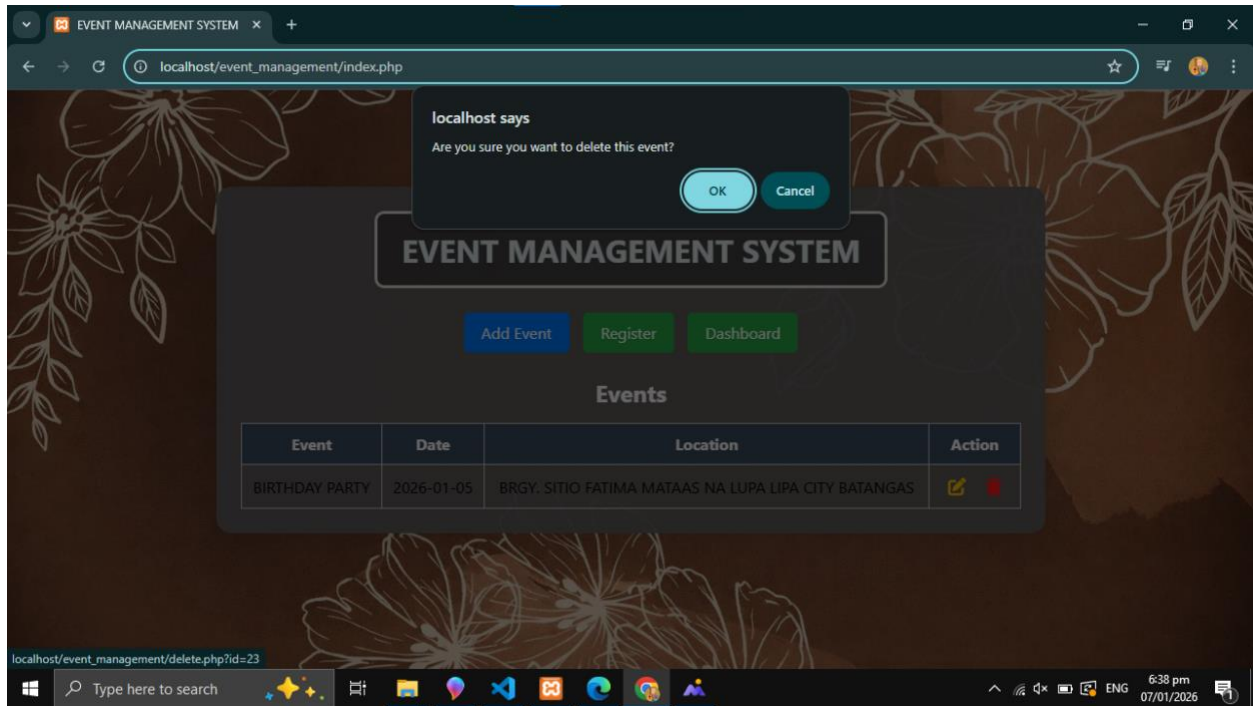 EVENT MANAGEMENT SYSTEM
localhost/event_management/index.php
localhost says
Are you sure you want to delete this event?
OK Cancel
EVENT MANAGEMENT SYSTEM
Add Event Register Dashboard
Events
Event Date Location Action
BIRTHDAY PARTY 2026-01-05 BRGY. SITIO FATIMA MATAAS NA LUPA LIPA CITY BATANGAS
localhost/event_management/delete.php?id=23
Type here to search
ENG
6:38 pm
07/01/2026
1